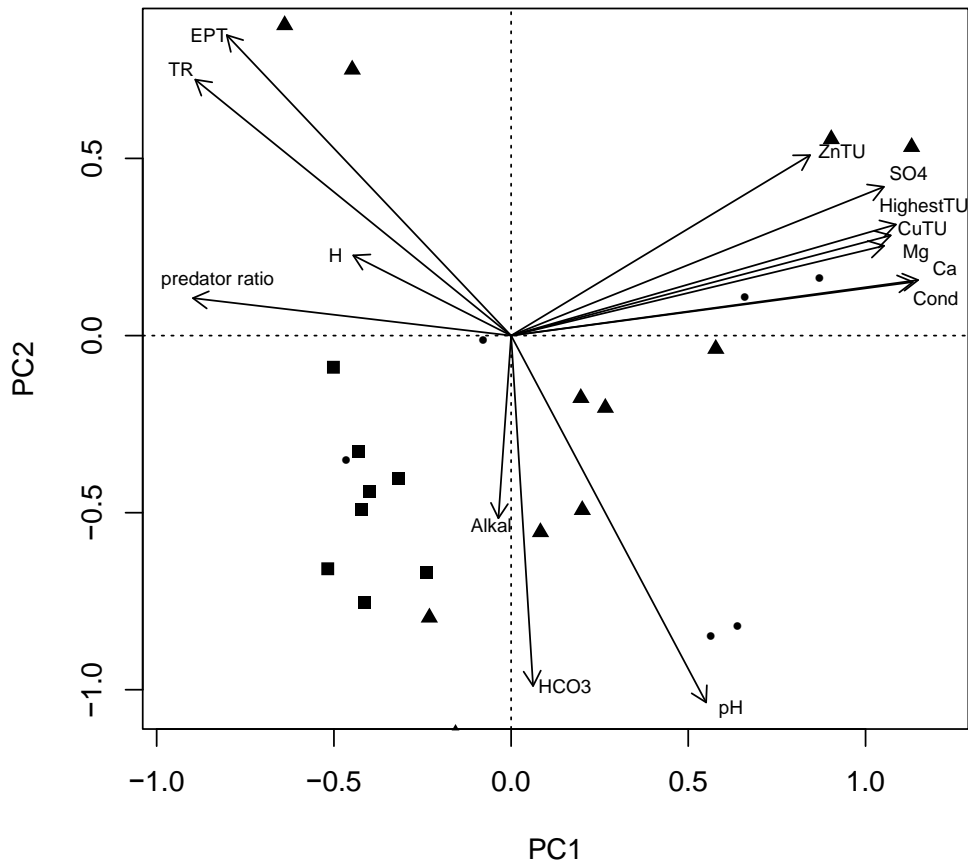 EPT
TR
ZnTU
SO4
HighestTU
CuTU
Mg
Ca
Cond
H
predator ratio
Alkal
HCO3
pH
PC2
0.5
0.0
−0.5
−1.0
−1.0 −0.5 0.0 0.5 1.0
PC1